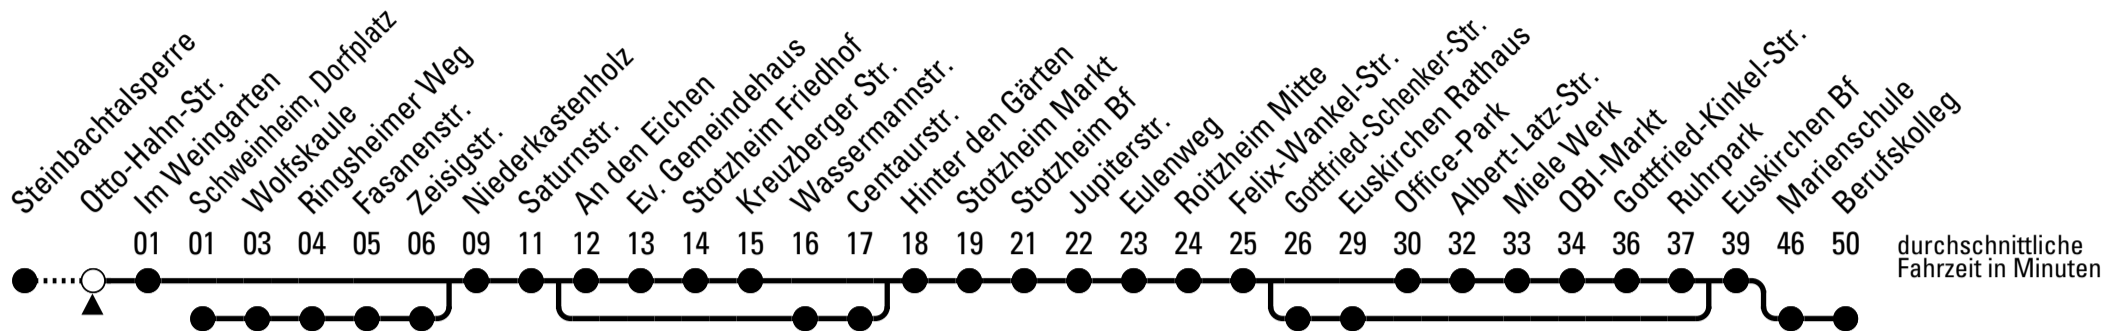 Steinbachtalsperre
Otto-Hahn-Str.
Im Weingarten
Schweinheim, Dorfplatz
Wolfskaule
Ringsheimer Weg
Fasanenstr.
Zeisigstr.
Niederkastenholz
Saturnstr.
An den Eichen
Ev. Gemeindehaus
Stotzheim Friedhof
Kreuzberger Str.
Wassermannstr.
Centaurstr.
Hinter den Gärten
Stotzheim Markt
Stotzheim Bf
Jupiterstr.
Eulenweg
Roitzheim Mitte
Felix-Wankel-Str.
Gottfried-Schenker-Str.
Euskirchen Rathaus
Office-Park
Albert-Latz-Str.
Miele Werk
OBI-Markt
Gottfried-Kinkel-Str.
Ruhrpark
Euskirchen Bf
Marienschule
Berufskolleg
01 01 03 04 05 06 09 11 12 13 14 15 16 17 18 19 21 22 23 24 25 26 29 30 32 33 34 36 37 39 46 50
durchschnittliche
Fahrzeit in Minuten